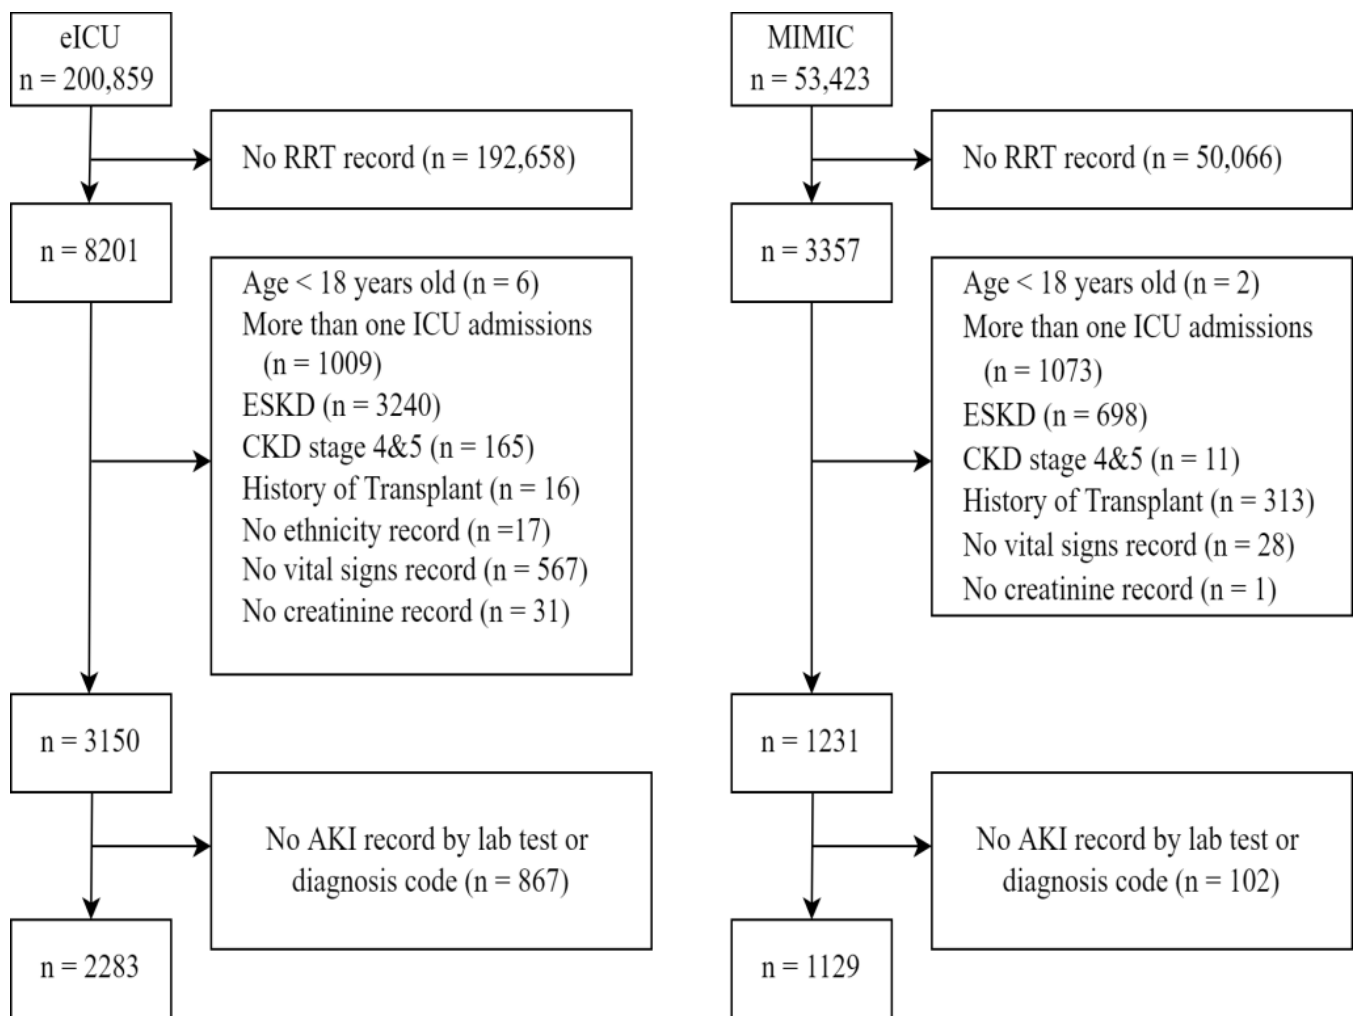 eICU
n = 200,859
No RRT record (n = 192,658)
n = 8201
Age < 18 years old (n = 6)
More than one ICU admissions
(n = 1009)
ESKD (n = 3240)
CKD stage 4&5 (n = 165)
History of Transplant (n = 16)
No ethnicity record (n =17)
No vital signs record (n = 567)
No creatinine record (n = 31)
n = 3150
No AKI record by lab test or
diagnosis code (n = 867)
n = 2283
MIMIC
n = 53,423
No RRT record (n = 50,066)
n = 3357
Age < 18 years old (n = 2)
More than one ICU admissions
(n = 1073)
ESKD (n = 698)
CKD stage 4&5 (n = 11)
History of Transplant (n = 313)
No vital signs record (n = 28)
No creatinine record (n = 1)
n = 1231
No AKI record by lab test or
diagnosis code (n = 102)
n = 1129